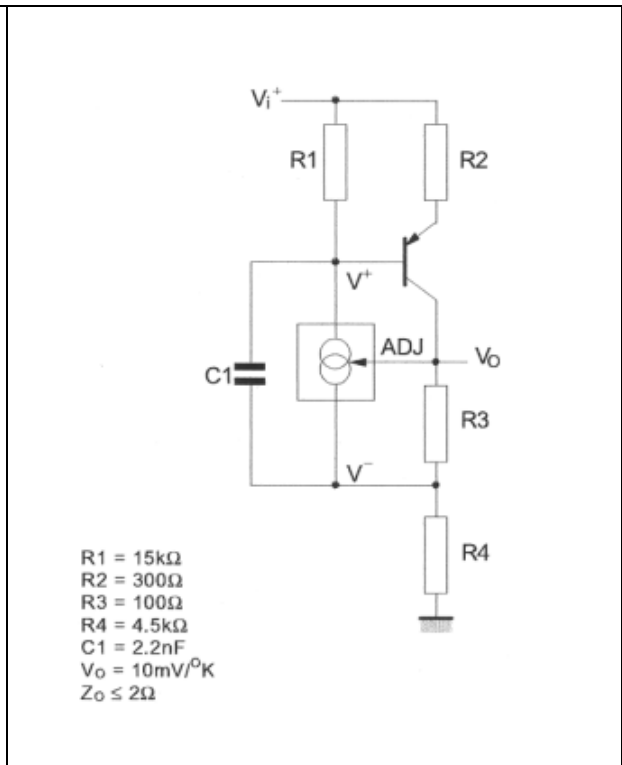 Vi+
R1
R2
V+
ADJ
VO
C1
R3
V−
R4
R1 = 15kΩ
R2 = 300Ω
R3 = 100Ω
R4 = 4.5kΩ
C1 = 2.2nF
VO = 10mV/°K
ZO ≤ 2Ω